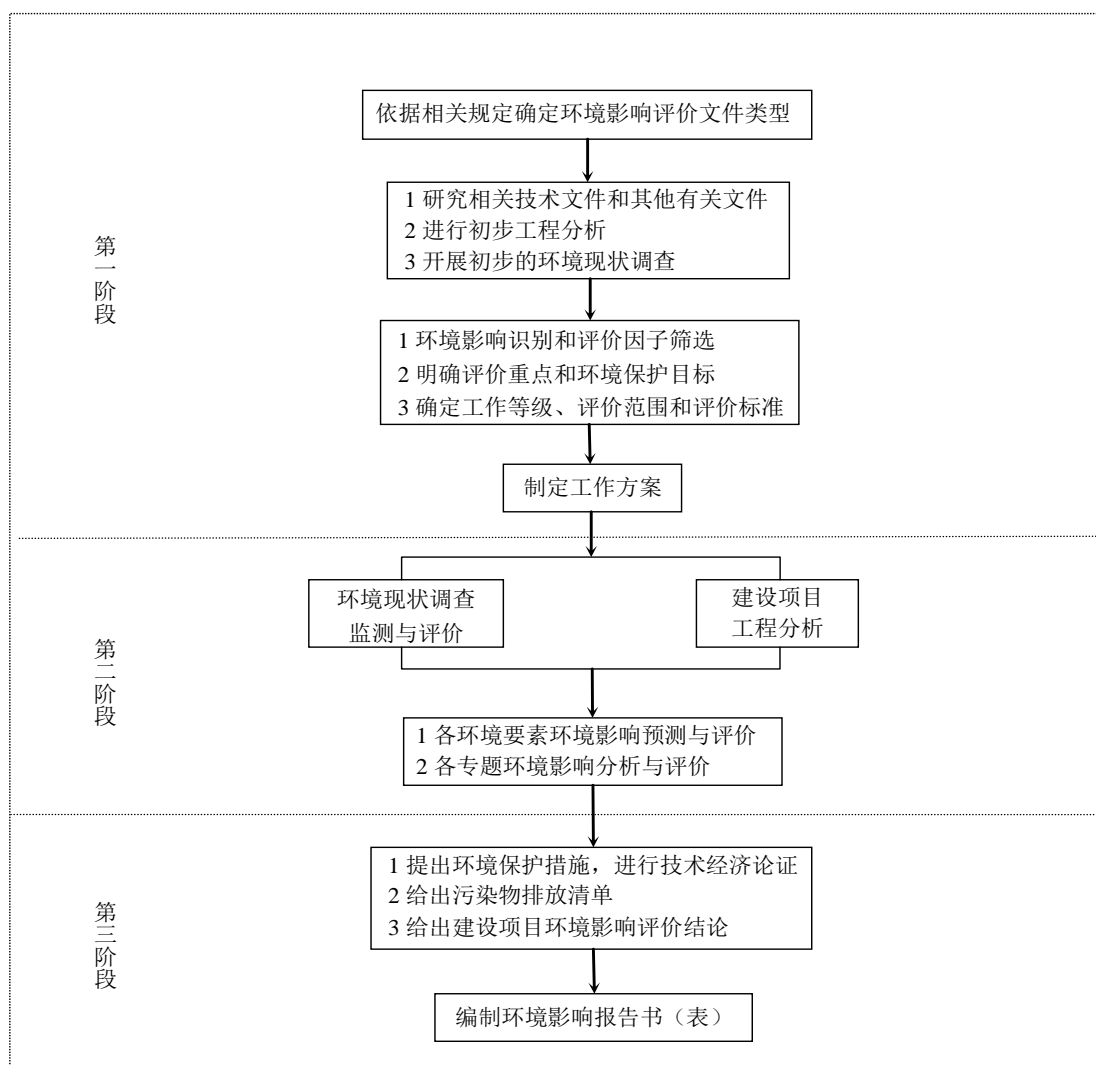 依据相关规定确定环境影响评价文件类型
1 研究相关技术文件和其他有关文件
2 进行初步工程分析
3 开展初步的环境现状调查
第一阶段
1 环境影响识别和评价因子筛选
2 明确评价重点和环境保护目标
3 确定工作等级、评价范围和评价标准
制定工作方案
环境现状调查
监测与评价
建设项目
工程分析
第二阶段
1 各环境要素环境影响预测与评价
2 各专题环境影响分析与评价
1 提出环境保护措施，进行技术经济论证
2 给出污染物排放清单
3 给出建设项目环境影响评价结论
第三阶段
编制环境影响报告书（表）